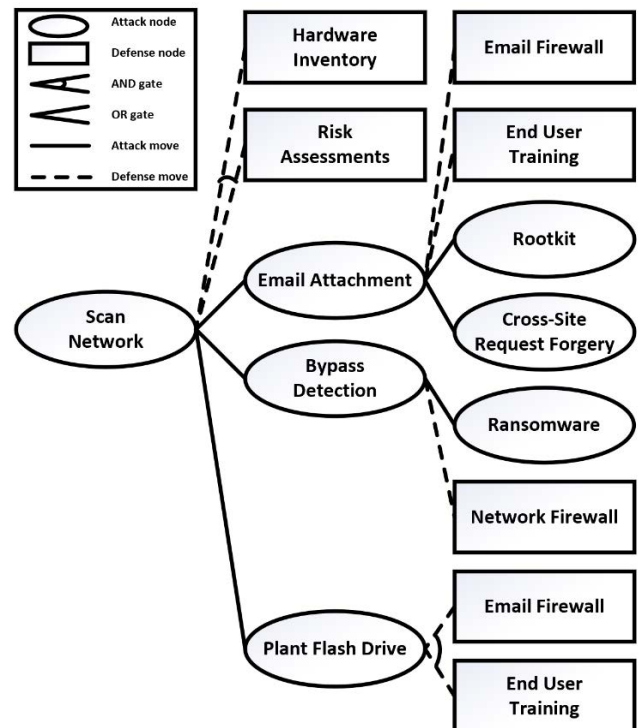 Attack node
Defense node
AND gate
OR gate
Attack move
Defense move
Hardware
Inventory
Risk
Assessments
Email Firewall
End User
Training
Rootkit
Cross-Site
Request Forgery
Email Attachment
Scan
Network
Bypass
Detection
Ransomware
Network Firewall
Email Firewall
Plant Flash Drive
End User
Training